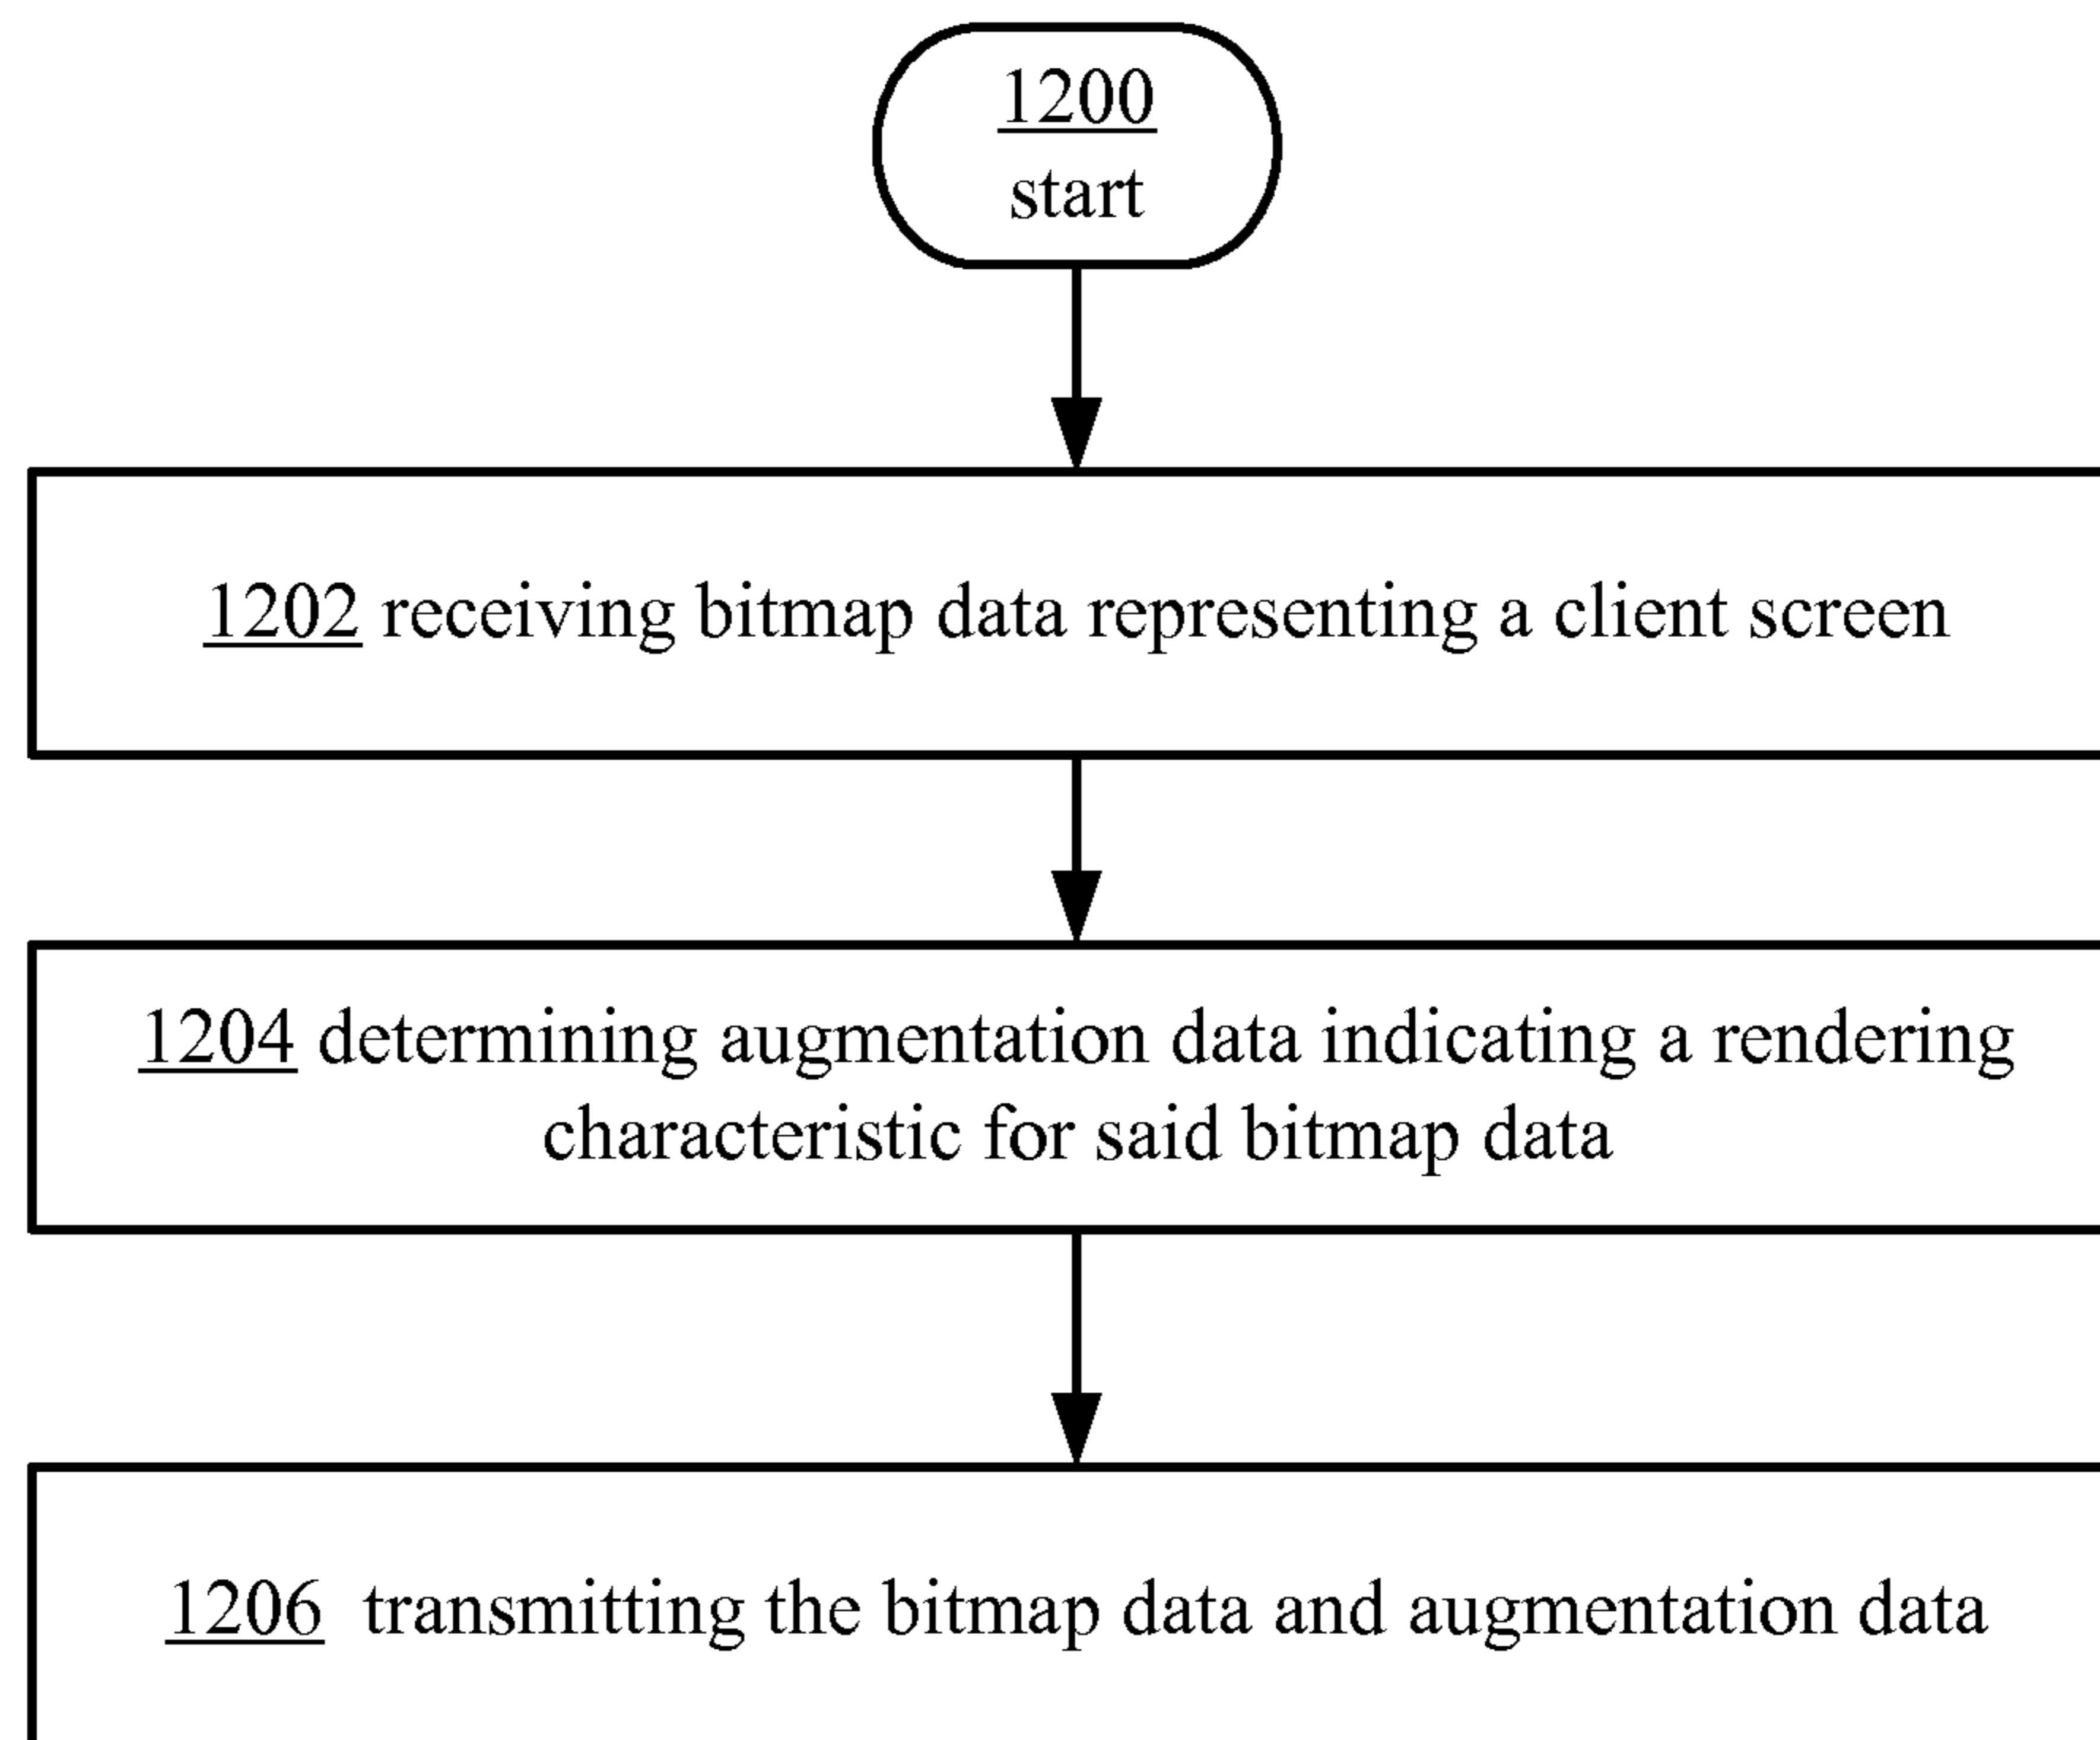 1200
start
1202 receiving bitmap data representing a client screen
1204 determining augmentation data indicating a rendering
characteristic for said bitmap data
1206 transmitting the bitmap data and augmentation data